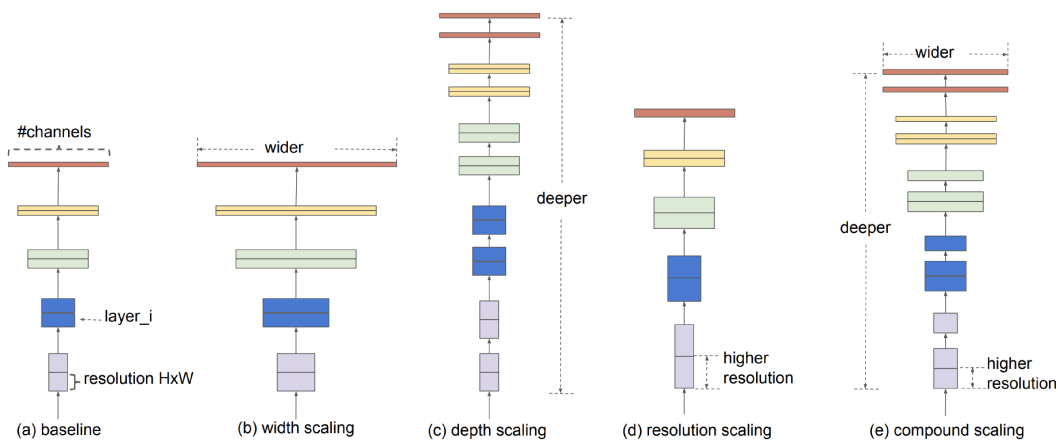 #channels
layer_i
resolution HxW
(a) baseline
wider
(b) width scaling
deeper
(c) depth scaling
higher
resolution
(d) resolution scaling
wider
deeper
higher
resolution
(e) compound scaling